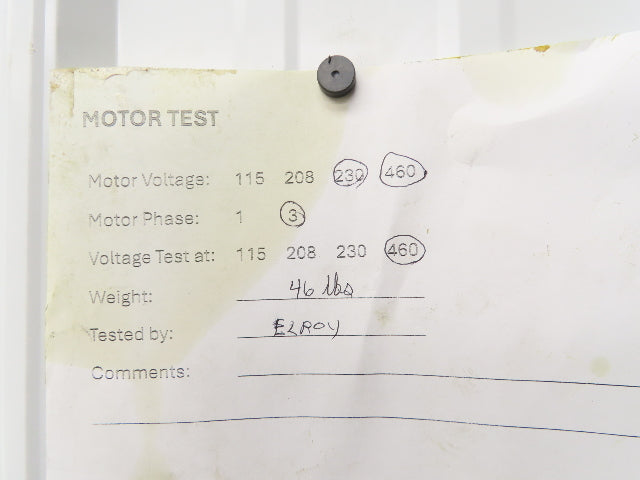 MOTOR TEST
Motor Voltage: 115 208 230 460
Motor Phase: 1 3
Voltage Test at: 115 208 230 460
Weight: 46 lbs
Tested by: ELROY
Comments: